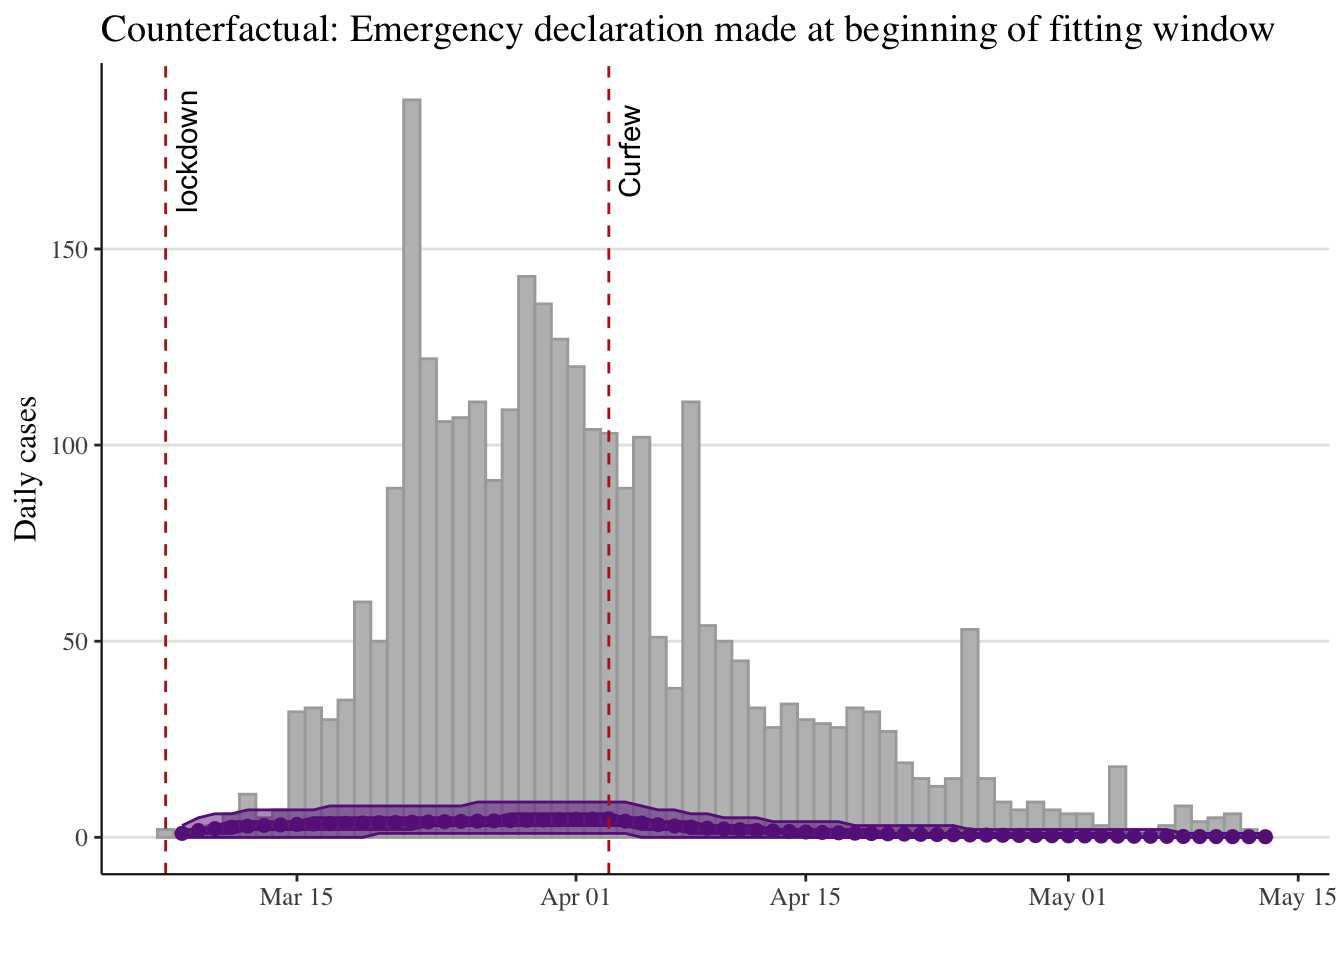 Counterfactual: Emergency declaration made at beginning of fitting window
lockdown
Curfew
Daily cases
150
100
50
0
Mar 15
Apr 01
Apr 15
May 01
May 15